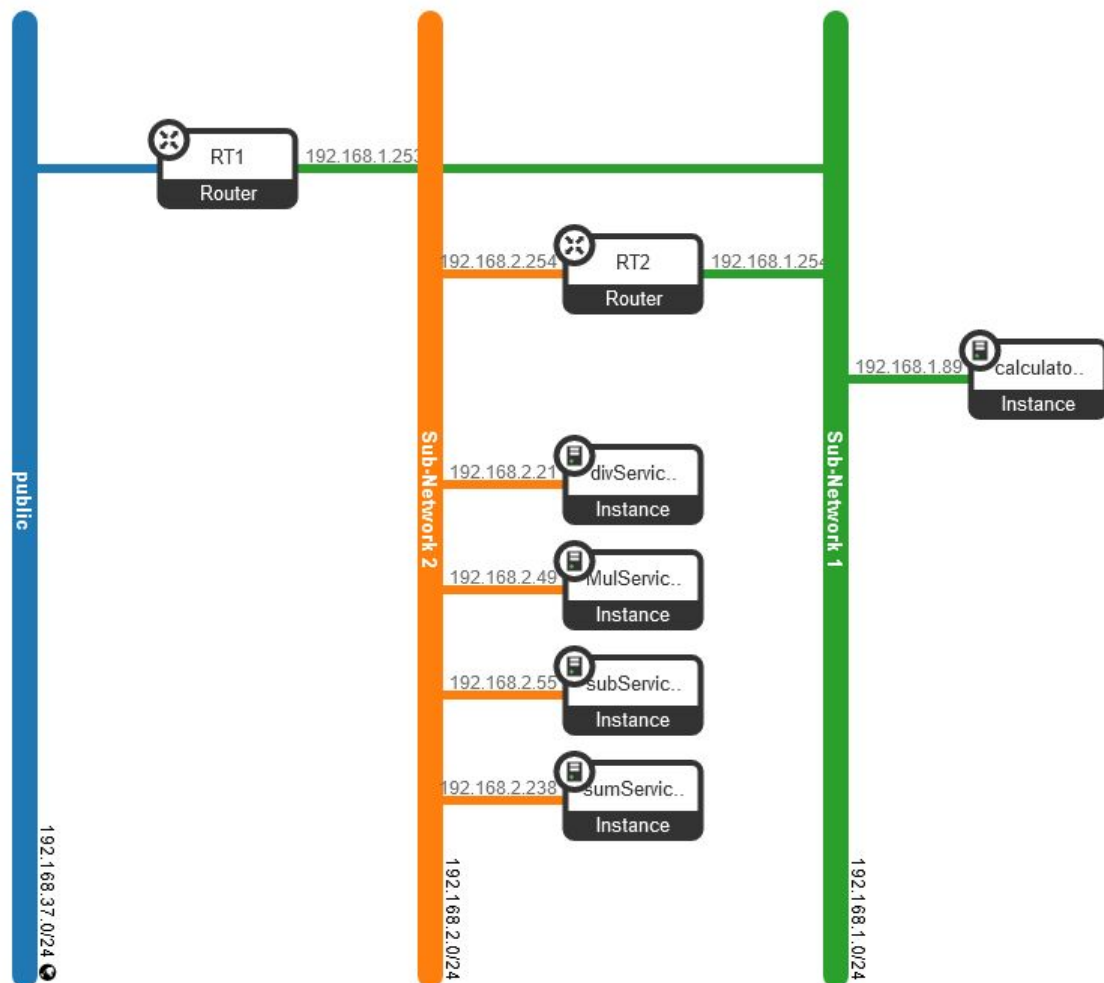 RT1
Router
192.168.1.253
192.168.2.254
RT2
Router
192.168.1.254
192.168.1.89
calculato..
Instance
192.168.2.21
divServic..
Instance
192.168.2.49
MulServic..
Instance
192.168.2.55
subServic..
Instance
192.168.2.238
sumServic..
Instance
public
Sub-Network 2
Sub-Network 1
192.168.37.0/24
192.168.2.0/24
192.168.1.0/24